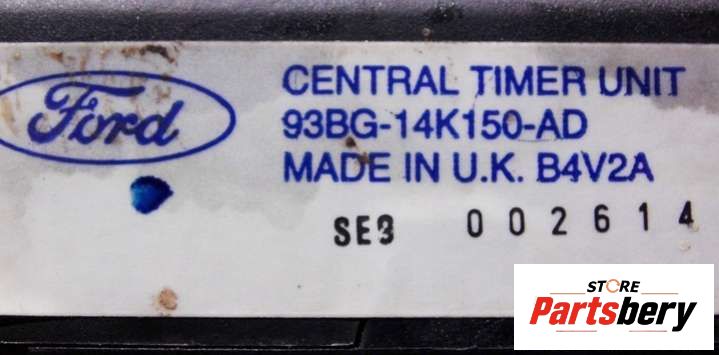 Ford
CENTRAL TIMER UNIT
93BG-14K150-AD
MADE IN U.K. B4V2A
SE3 002614
STORE
Partsbery